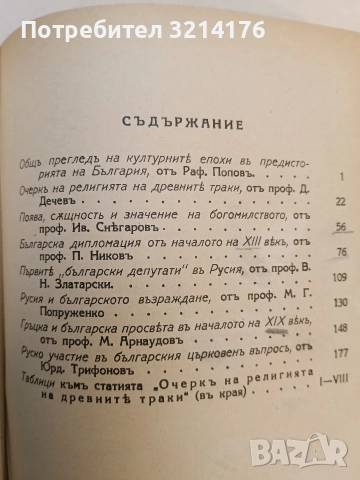 Потребител 3214176
СЪДЪРЖАНИЕ
Общъ прегледъ на културнитѣ епохи въ предисто-
рията на България, отъ Раф. Поповъ. . . . . 1
Очеркъ на религията на древнитѣ траки, отъ проф. Д.
Дечевъ . . . . . . . . . . . 22
Поява, сѫщность и значение на богомилството, отъ
проф. Ив. Снѣгаровъ . . . . . . . . 56
Българска дипломация отъ началото на XIII вѣкъ, отъ
проф. П. Никовъ . . . . . . . . . 76
Първитѣ „български депутати" въ Русия, отъ проф. В.
Н. Златарски. . . . . . . . . . 109
Русия и българското възраждане, отъ проф. М. Г.
Попруженко . . . . . . . . . . 130
Гръцка и българска просвѣта въ началото на XIX вѣкъ,
отъ проф. М. Арнаудовъ . . . . . . . 148
Руско участие въ българския църковенъ въпросъ, отъ
Юрд. Трифоновъ . . . . . . . . . 177
Таблици къмъ статията „Очеркъ на религията
на древнитѣ траки" (въ края) . . . . . I–VIII
bazar.bg